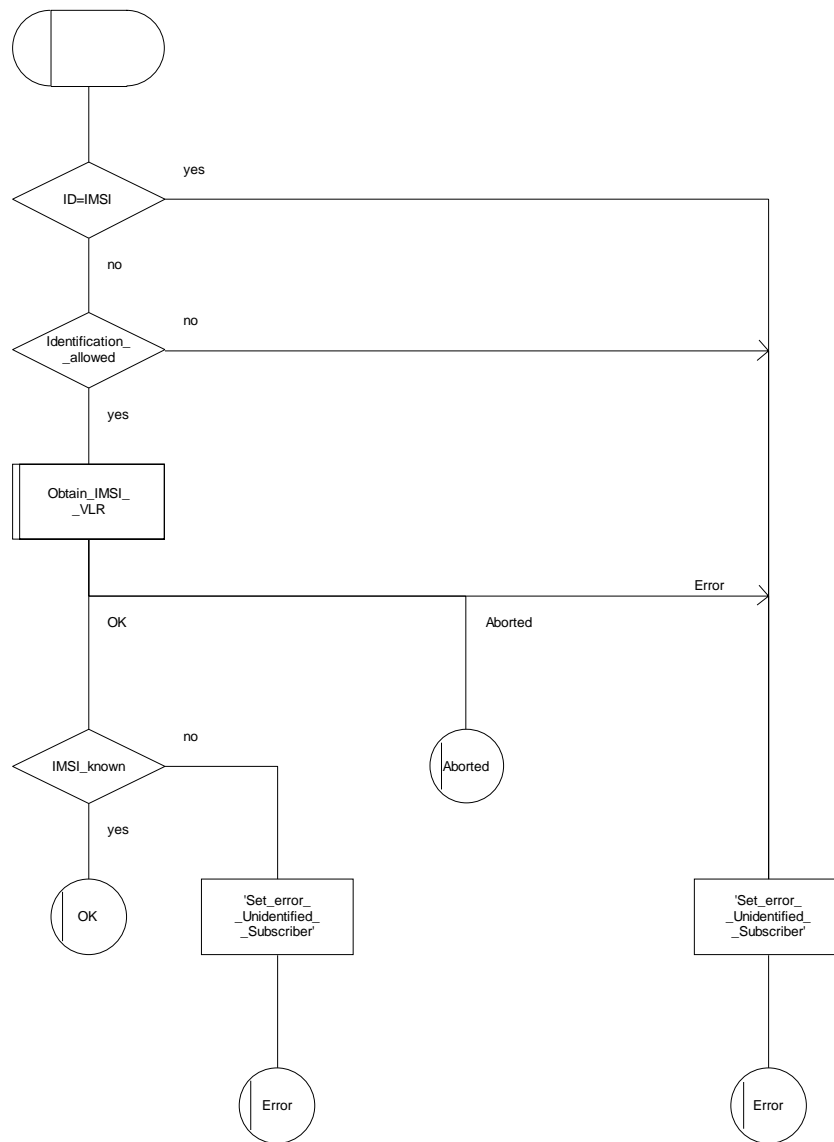 yes
ID=IMSI
no
no
Identification_
_allowed
yes
Obtain_IMSI_
_VLR
Error
OK
Aborted
no
IMSI_known
Aborted
yes
OK
'Set_error_
_Unidentified_
_Subscriber'
'Set_error_
_Unidentified_
_Subscriber'
Error
Error